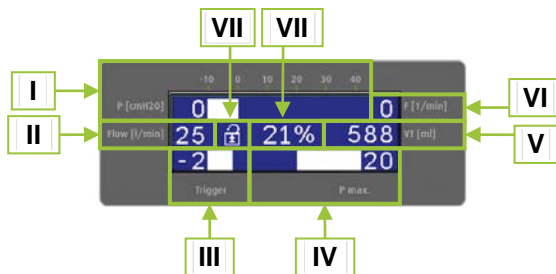 VII VII
-10 0 10 20 30 40
I
P [cmH2O] 0 0 F [1/min] VI
II Flow [l/min] 25 21% 588 Vt [ml] V
-2 20
Trigger P max.
III IV